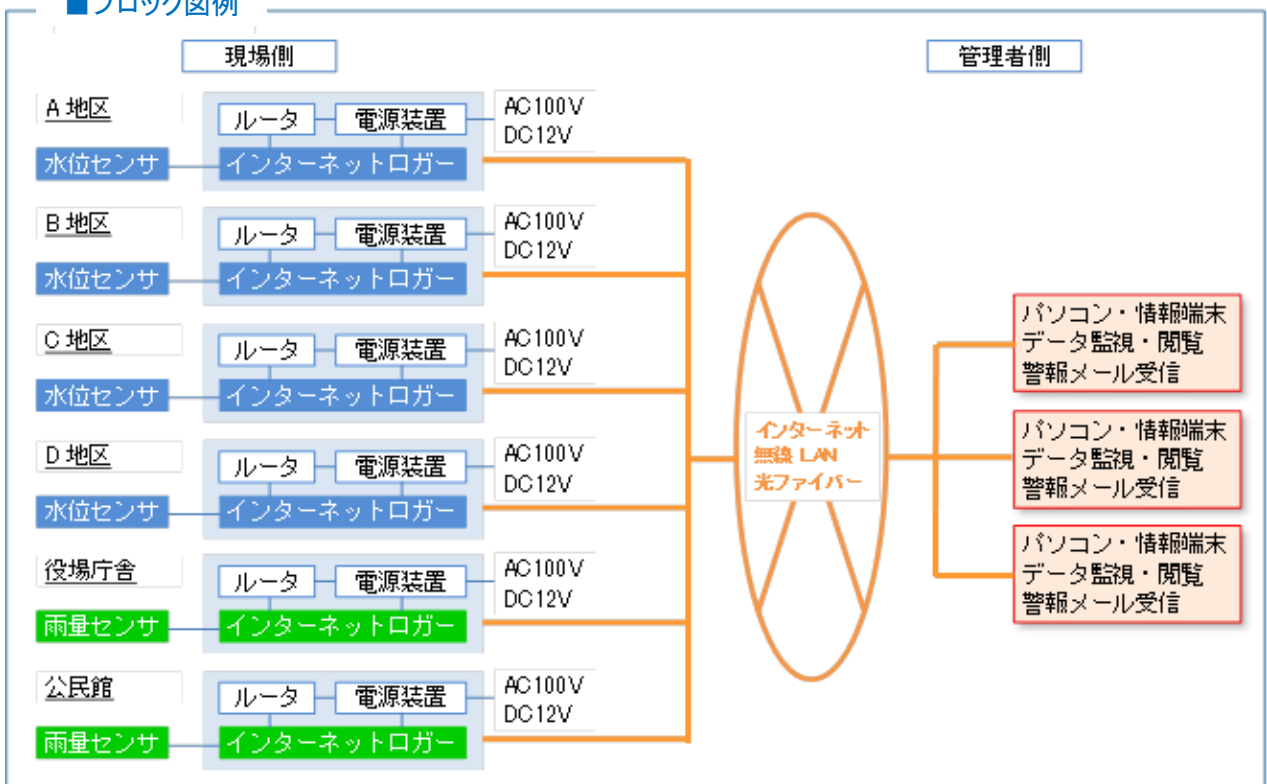 ■ブロック図例
現場側
管理者側
A地区
ルータ
電源装置
AC100V
DC12V
水位センサ
インターネットロガー
B地区
ルータ
電源装置
AC100V
DC12V
水位センサ
インターネットロガー
C地区
ルータ
電源装置
AC100V
DC12V
水位センサ
インターネットロガー
D地区
ルータ
電源装置
AC100V
DC12V
水位センサ
インターネットロガー
役場庁舎
ルータ
電源装置
AC100V
DC12V
雨量センサ
インターネットロガー
公民館
ルータ
電源装置
AC100V
DC12V
雨量センサ
インターネットロガー
インターネット
無線 LAN
光ファイバー
パソコン・情報端末
データ監視・閲覧
警報メール受信
パソコン・情報端末
データ監視・閲覧
警報メール受信
パソコン・情報端末
データ監視・閲覧
警報メール受信